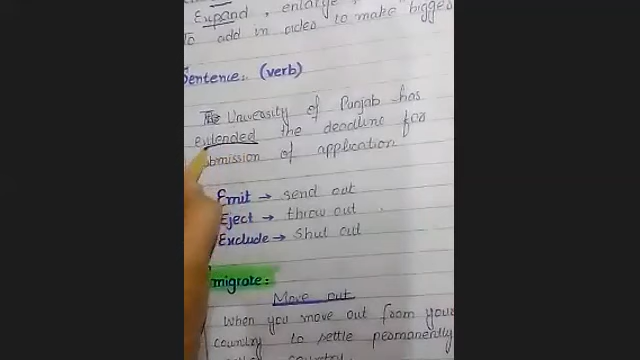 Expand, enlarge
To add in order to make bigger
Sentence: (verb)
The University of Punjab has
extended the deadline for
submission of application
Emit → send out
Eject → throw out
Exclude → shut out
migrate:
Move out
When you move out from your
country to settle permanently
country.